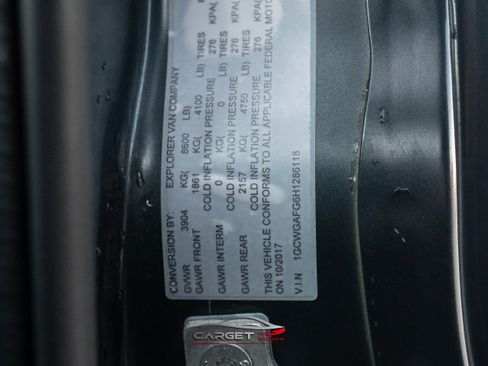 CONVERSION BY: EXPLORER VAN COMPANY
GVWR 3904 KG( 8600 LB)
GAWR FRONT 1861 KG( 4100 LB) TIRES
COLD INFLATION PRESSURE 276 KPA(
GAWR INTERM 0 KG( 0 LB) TIRES
COLD INFLATION PRESSURE 276 KPA(
GAWR REAR 2157 KG( 4750 LB) TIRES
COLD INFLATION PRESSURE 276 KPA(
THIS VEHICLE CONFORMS TO ALL APPLICABLE FEDERAL MOTOR
ON 10/2017
V.I.N 1GCWGAFG6H1286118
CARGET